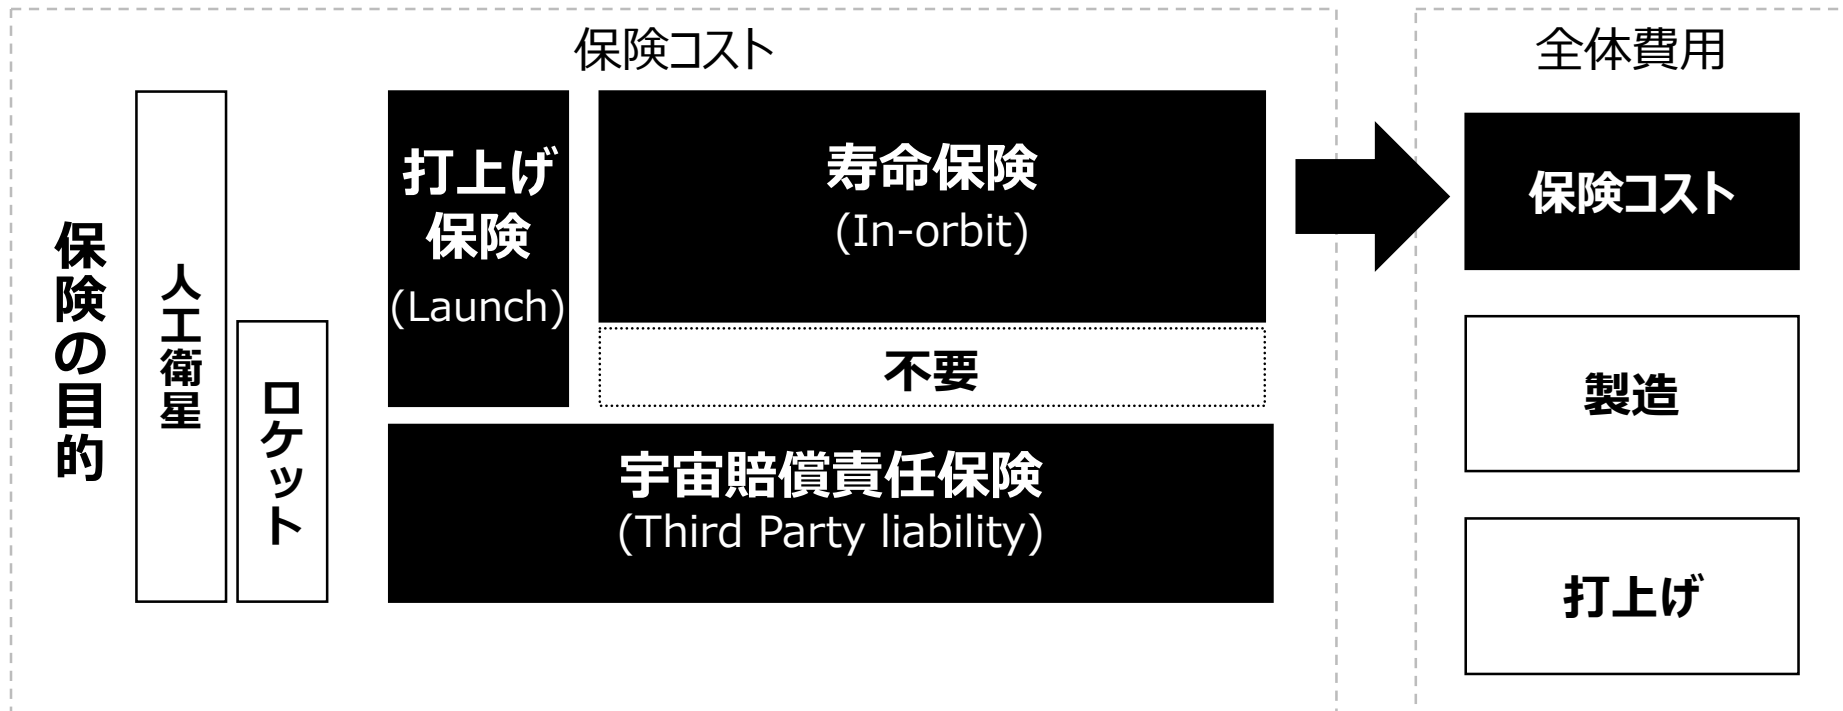 保険コスト
全体費用
保険の目的
人工衛星
ロケット
打上げ
保険
(Launch)
寿命保険
(In-orbit)
不要
宇宙賠償責任保険
(Third Party liability)
保険コスト
製造
打上げ